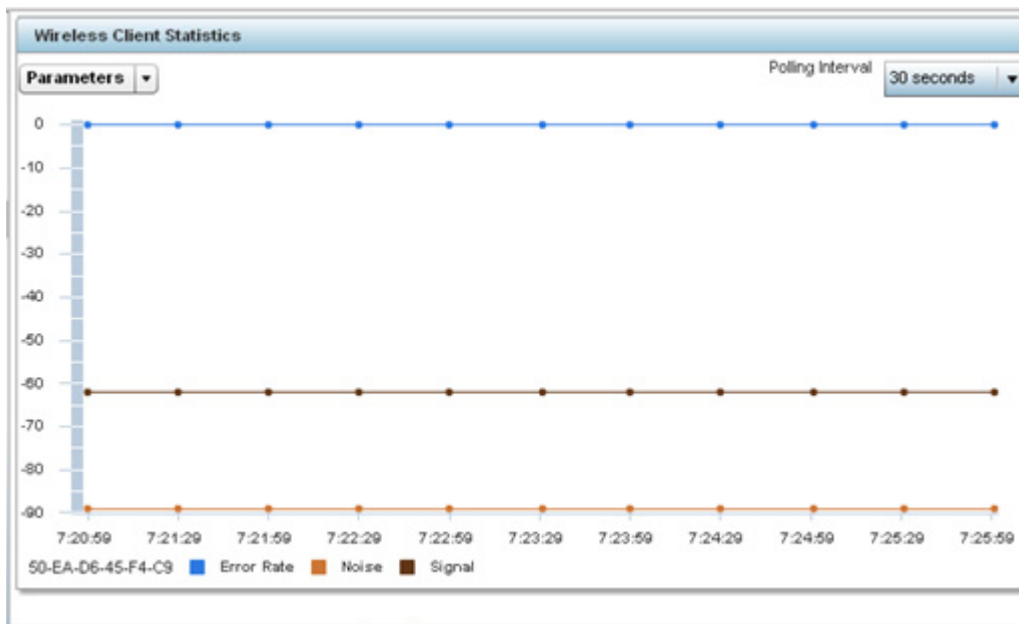 Wireless Client Statistics
Parameters
Polling Interval
30 seconds
0
-10
-20
-30
-40
-50
-60
-70
-80
-90
7:20:59 7:21:29 7:21:59 7:22:29 7:22:59 7:23:29 7:23:59 7:24:29 7:24:59 7:25:29 7:25:59
50-EA-D6-45-F4-C9 Error Rate Noise Signal